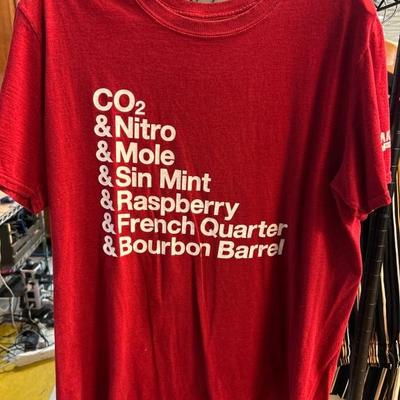 CO₂
& Nitro
& Mole
& Sin Mint
& Raspberry
& French Quarter
& Bourbon Barrel